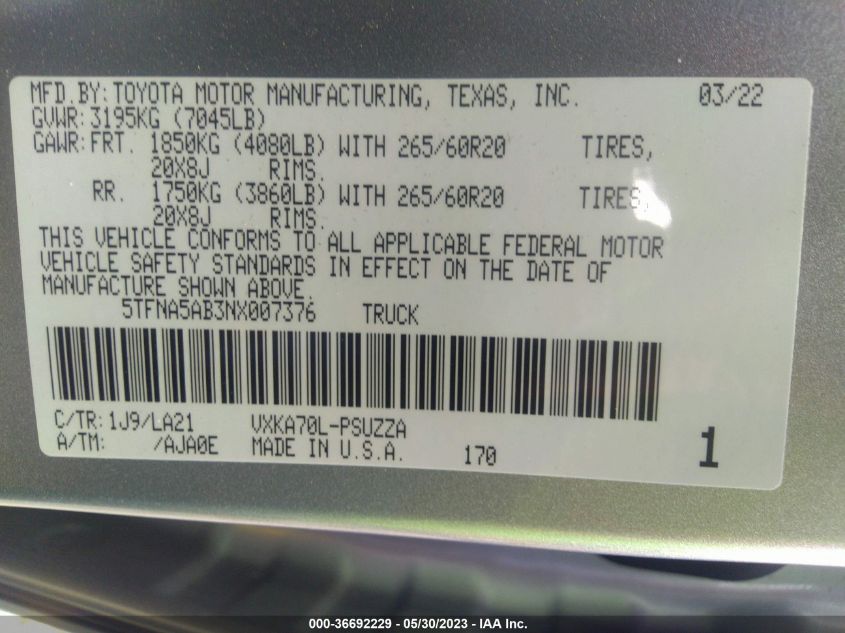 MFD.BY:TOYOTA MOTOR MANUFACTURING, TEXAS, INC. 03/22
GVWR:3195KG (7045LB)
GAWR:FRT. 1850KG (4080LB) WITH 265/60R20 TIRES,
20X8J RIMS.
RR. 1750KG (3860LB) WITH 265/60R20 TIRES,
20X8J RIMS.
THIS VEHICLE CONFORMS TO ALL APPLICABLE FEDERAL MOTOR
VEHICLE SAFETY STANDARDS IN EFFECT ON THE DATE OF
MANUFACTURE SHOWN ABOVE.
5TFNA5AB3NX007376 TRUCK
C/TR:1J9/LA21 VXKA70L-PSUZZA
A/TM: /AJA0E MADE IN U.S.A. 170 1
000-36692229 - 05/30/2023 - IAA Inc.